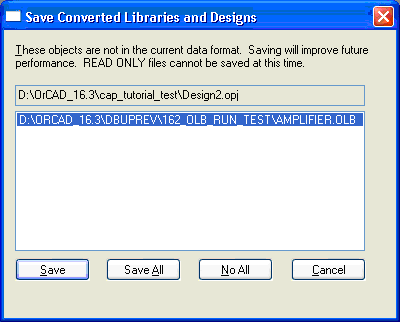 Save Converted Libraries and Designs
These objects are not in the current data format. Saving will improve future
performance. READ ONLY files cannot be saved at this time.
D:\OrCAD_16.3\cap_tutorial_test\Design2.opj
D:\ORCAD_16.3\DBUPREV\162_OLB_RUN_TEST\AMPLIFIER.OLB
Save Save All No All Cancel